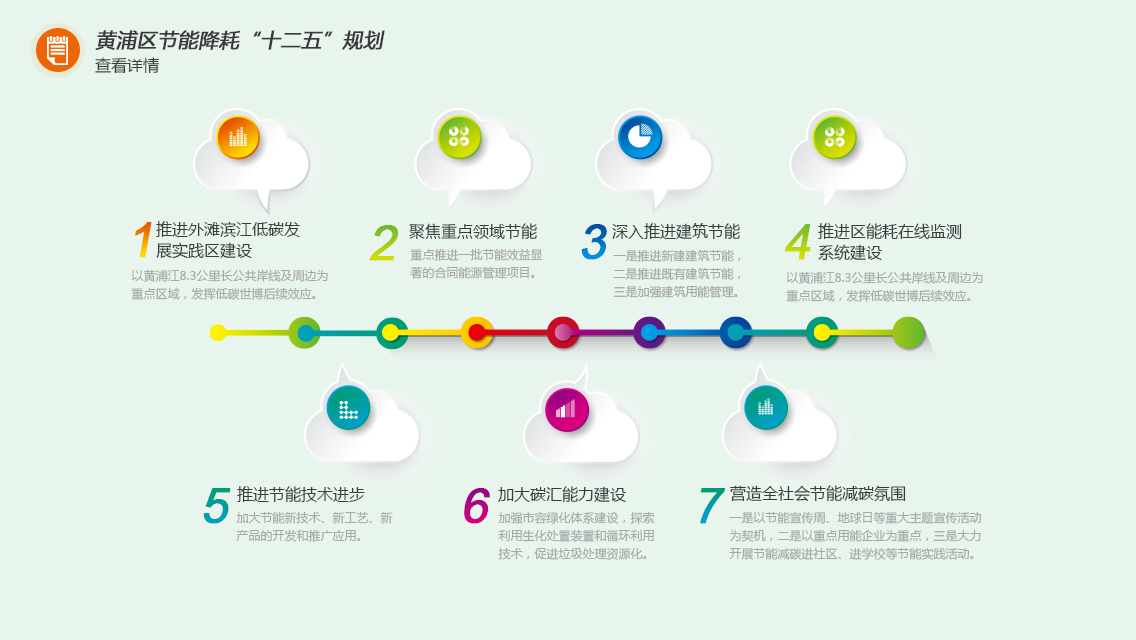 黄浦区节能降耗“十二五”规划
查看详情
1
推进外滩滨江低碳发
展实践区建设
以黄浦江8.3公里长公共岸线及周边为
重点区域，发挥低碳世博后续效应。
2
聚焦重点领域节能
重点推进一批节能效益显
著的合同能源管理项目。
3
深入推进建筑节能
一是推进新建建筑节能，
二是推进既有建筑节能，
三是加强建筑用能管理。
4
推进区能耗在线监测
系统建设
以黄浦江8.3公里长公共岸线及周边为
重点区域，发挥低碳世博后续效应。
5
推进节能技术进步
加大节能新技术、新工艺、新
产品的开发和推广应用。
6
加大碳汇能力建设
加强市容绿化体系建设，探索
利用生化处置装置和循环利用
技术，促进垃圾处理资源化。
7
营造全社会节能减碳氛围
一是以节能宣传周、地球日等重大主题宣传活动
为契机，二是以重点用能企业为重点，三是大力
开展节能减碳进社区、进学校等节能实践活动。